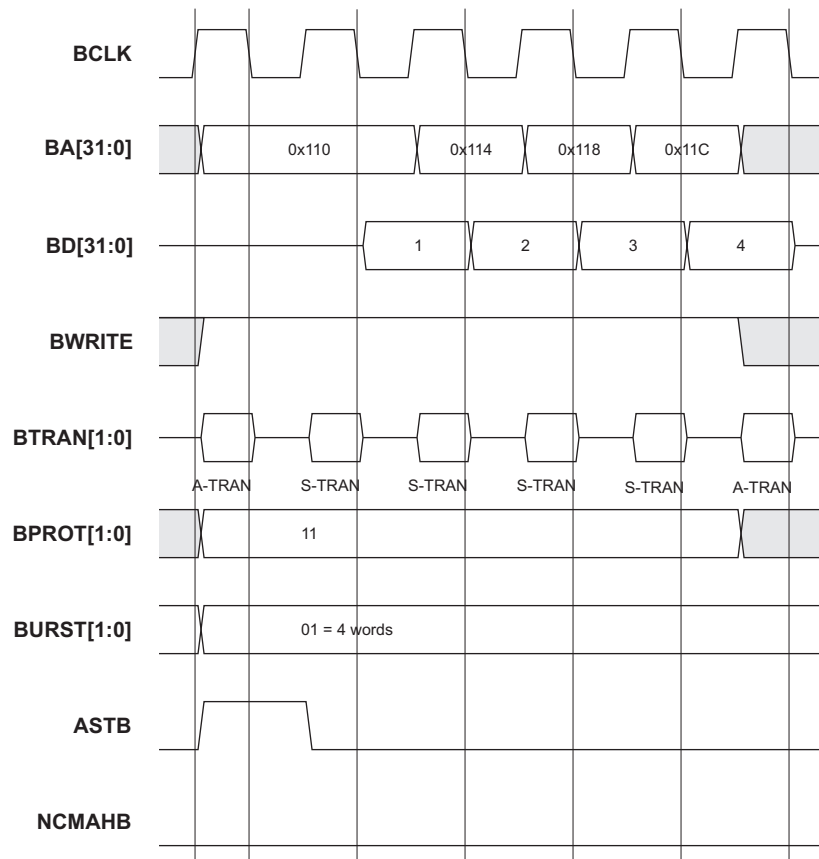 BCLK
BA[31:0] 0x110 0x114 0x118 0x11C
BD[31:0] 1 2 3 4
BWRITE
BTRAN[1:0]
A-TRAN S-TRAN S-TRAN S-TRAN S-TRAN A-TRAN
BPROT[1:0] 11
BURST[1:0] 01 = 4 words
ASTB
NCMAHB